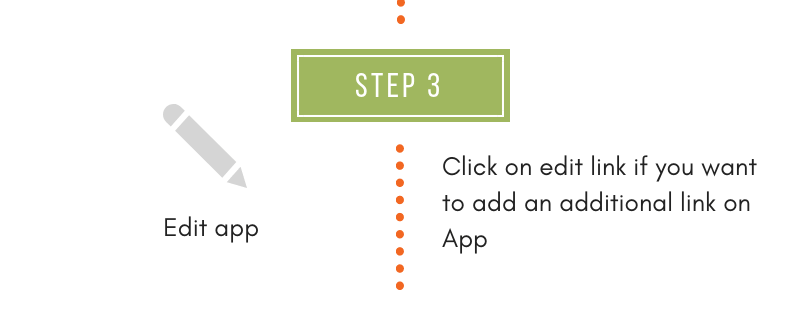 STEP 3
Click on edit link if you want
to add an additional link on
App
Edit app